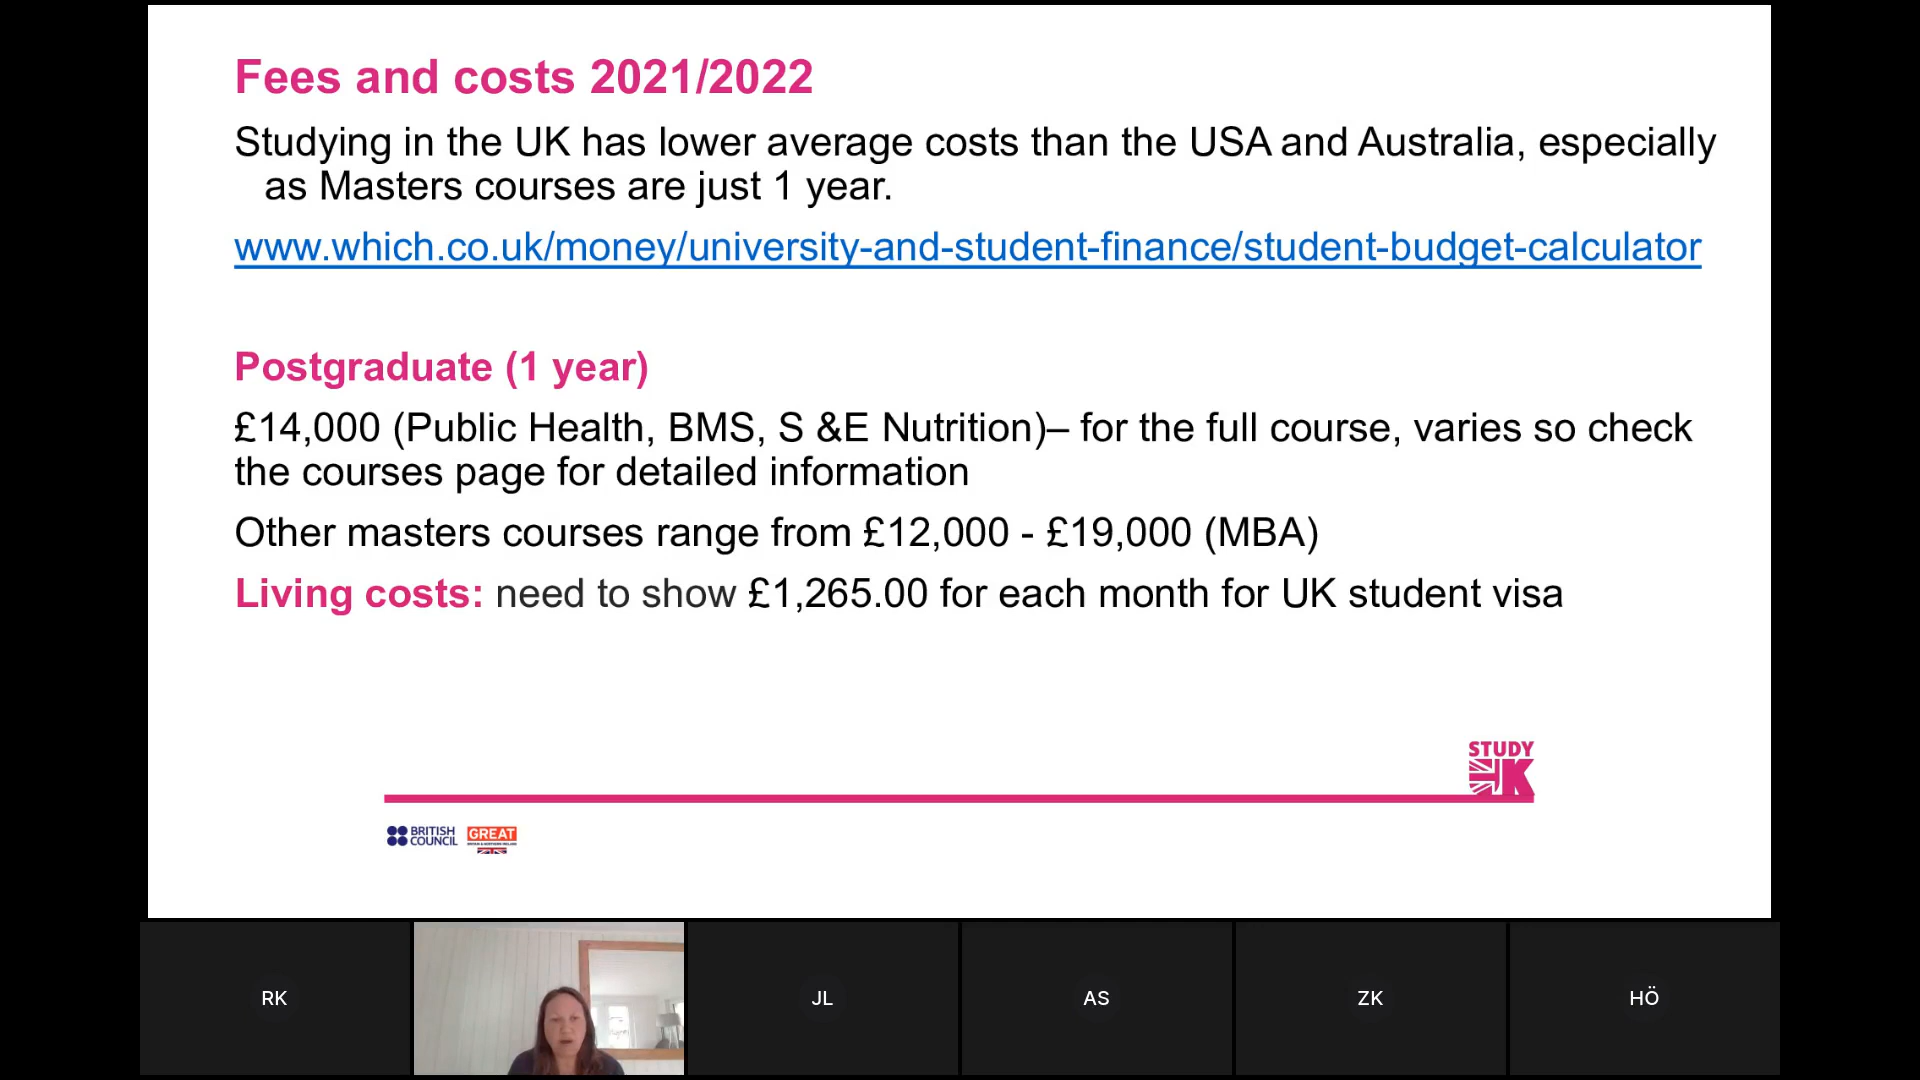 Fees and costs 2021/2022
Studying in the UK has lower average costs than the USA and Australia, especially
as Masters courses are just 1 year.
www.which.co.uk/money/university-and-student-finance/student-budget-calculator
Postgraduate (1 year)
£14,000 (Public Health, BMS, S &E Nutrition)– for the full course, varies so check
the courses page for detailed information
Other masters courses range from £12,000 - £19,000 (MBA)
Living costs: need to show £1,265.00 for each month for UK student visa
STUDY
UK
BRITISH
COUNCIL
GREAT
RK
JL
AS
ZK
HÖ